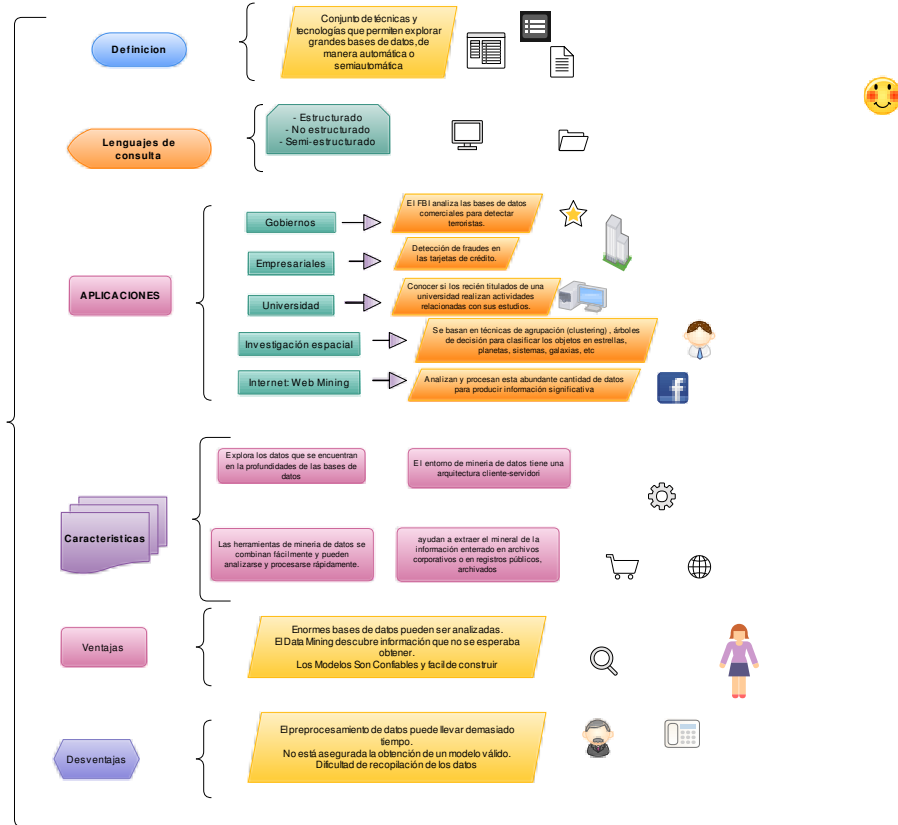 Definicion
Conjunto de técnicas y
tecnologías que permiten explorar
grandes bases de datos, de
manera automática o
semiautomática
Lenguajes de
consulta
- Estructurado
- No estructurado
- Semi-estructurado
APLICACIONES
Gobiernos
El FBI analiza las bases de datos
comerciales para detectar
terroristas.
Empresariales
Detección de fraudes en
las tarjetas de crédito.
Universidad
Conocer si los recién titulados de una
universidad realizan actividades
relacionadas con sus estudios.
Investigación espacial
Se basan en técnicas de agrupación (clustering) , árboles
de decisión para clasificar los objetos en estrellas,
planetas, sistemas, galaxias, etc
Internet: Web Mining
Analizan y procesan esta abundante cantidad de datos
para producir información significativa
Caracteristicas
Explora los datos que se encuentran
en la profundidades de las bases de
datos
El entorno de mineria de datos tiene una
arquitectura cliente-servidori
Las herramientas de mineria de datos se
combinan fácilmente y pueden
analizarse y procesarse rápidamente.
ayudan a extraer el mineral de la
información enterrado en archivos
corporativos o en registros públicos,
archivados
Ventajas
Enormes bases de datos pueden ser analizadas.
El Data Mining descubre información que no se esperaba
obtener.
Los Modelos Son Confiables y facil de construir
Desventajas
El preprocesamiento de datos puede llevar demasiado
tiempo.
No está asegurada la obtención de un modelo válido.
Dificultad de recopilación de los datos